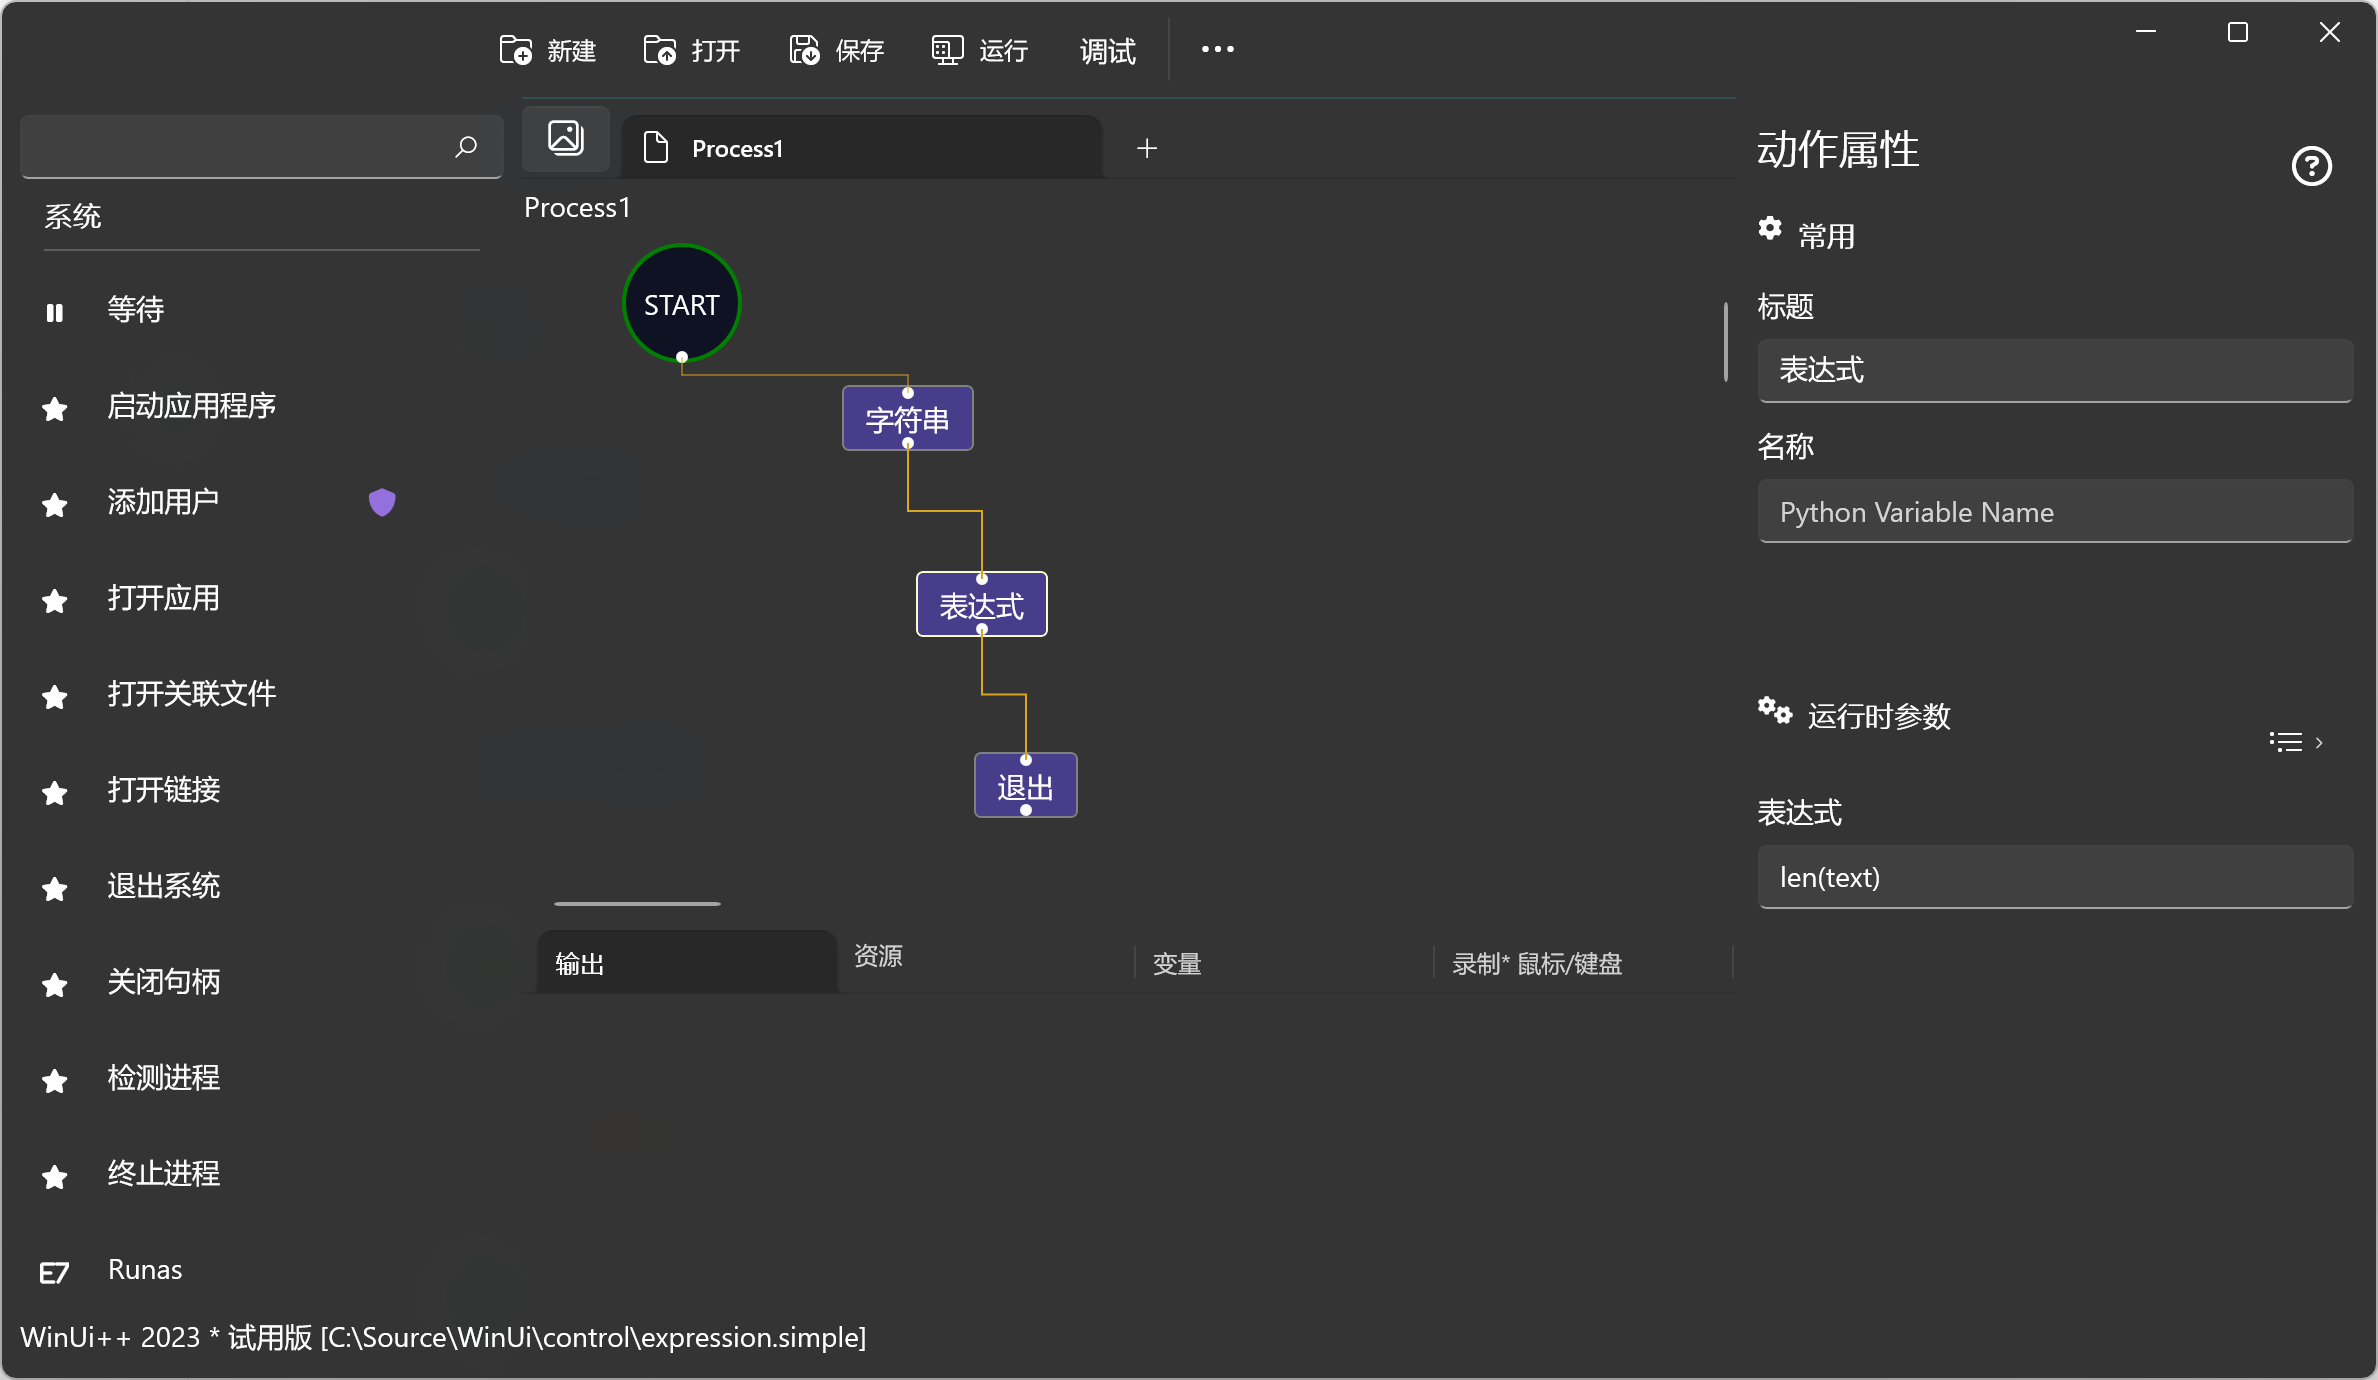 新建 打开 保存 运行 调试
系统
等待
启动应用程序
添加用户
打开应用
打开关联文件
打开链接
退出系统
关闭句柄
检测进程
终止进程
Runas
Process1
Process1
START
字符串
表达式
退出
输出 资源 变量 录制* 鼠标/键盘
动作属性
常用
标题
表达式
名称
Python Variable Name
运行时参数
表达式
len(text)
WinUi++ 2023 * 试用版 [C:\Source\WinUi\control\expression.simple]